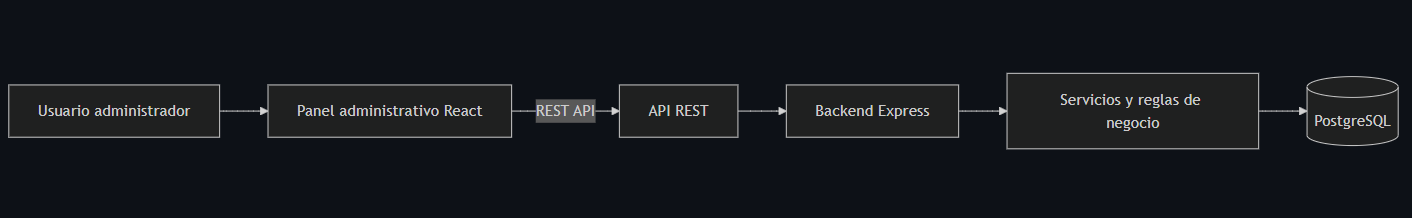 Usuario administrador
Panel administrativo React
REST API
API REST
Backend Express
Servicios y reglas de
negocio
PostgreSQL